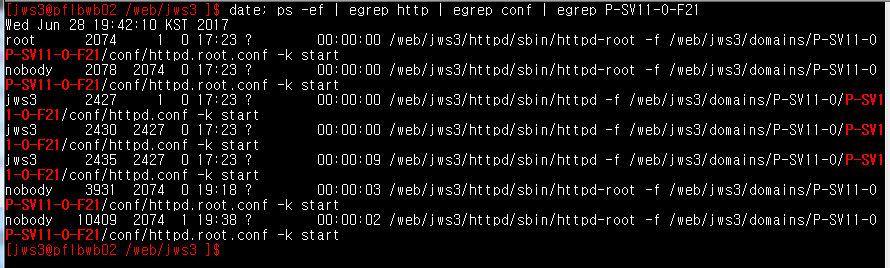 [jws3@pflbwb02 /web/jws3 ]$ date; ps -ef | egrep http | egrep conf | egrep P-SV11-0-F21
Wed Jun 28 19:42:10 KST 2017
root      2074     1  0 17:23 ?        00:00:00 /web/jws3/httpd/sbin/httpd-root -f /web/jws3/domains/P-SV11-0
P-SV11-0-F21/conf/httpd.root.conf -k start
nobody    2078  2074  0 17:23 ?        00:00:00 /web/jws3/httpd/sbin/httpd-root -f /web/jws3/domains/P-SV11-0
P-SV11-0-F21/conf/httpd.root.conf -k start
jws3      2427     1  0 17:23 ?        00:00:00 /web/jws3/httpd/sbin/httpd -f /web/jws3/domains/P-SV11-0/P-SV1
1-0-F21/conf/httpd.conf -k start
jws3      2430  2427  0 17:23 ?        00:00:00 /web/jws3/httpd/sbin/httpd -f /web/jws3/domains/P-SV11-0/P-SV1
1-0-F21/conf/httpd.conf -k start
jws3      2435  2427  0 17:23 ?        00:00:09 /web/jws3/httpd/sbin/httpd -f /web/jws3/domains/P-SV11-0/P-SV1
1-0-F21/conf/httpd.conf -k start
nobody    3931  2074  0 19:18 ?        00:00:03 /web/jws3/httpd/sbin/httpd-root -f /web/jws3/domains/P-SV11-0
P-SV11-0-F21/conf/httpd.root.conf -k start
nobody   10409  2074  1 19:38 ?        00:00:02 /web/jws3/httpd/sbin/httpd-root -f /web/jws3/domains/P-SV11-0
P-SV11-0-F21/conf/httpd.root.conf -k start
[jws3@pflbwb02 /web/jws3 ]$